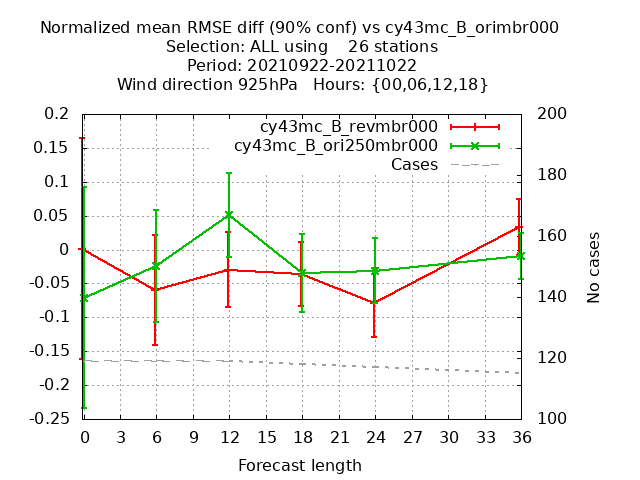 Normalized mean RMSE diff (90% conf) vs cy43mc_B_orimbr000
Selection: ALL using    26 stations
Period: 20210922-20211022
Wind direction 925hPa   Hours: {00,06,12,18}
cy43mc_B_revmbr000
cy43mc_B_ori250mbr000
Cases
0.2
0.15
0.1
0.05
0
-0.05
-0.1
-0.15
-0.2
-0.25
200
180
160
140
120
100
No cases
0 3 6 9 12 15 18 21 24 27 30 33 36
Forecast length